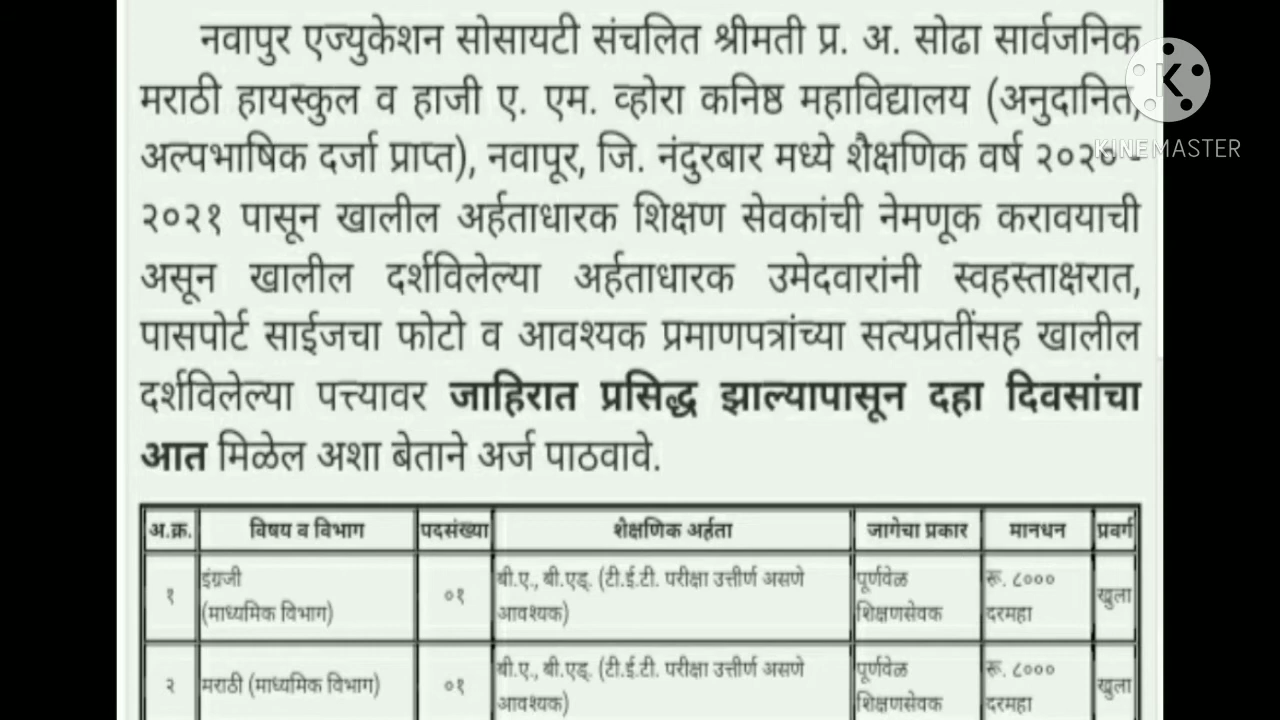 नवापुर एज्युकेशन सोसायटी संचलित श्रीमती प्र. अ. सोढा सार्वजनिक
मराठी हायस्कुल व हाजी ए. एम. व्होरा कनिष्ठ महाविद्यालय (अनुदानित,
अल्पभाषिक दर्जा प्राप्त), नवापूर, जि. नंदुरबार मध्ये शैक्षणिक वर्ष २०२०-
२०२१ पासून खालील अर्हताधारक शिक्षण सेवकांची नेमणूक करावयाची
असून खालील दर्शविलेल्या अर्हताधारक उमेदवारांनी स्वहस्ताक्षरात,
पासपोर्ट साईजचा फोटो व आवश्यक प्रमाणपत्रांच्या सत्यप्रतींसह खालील
दर्शविलेल्या पत्त्यावर जाहिरात प्रसिद्ध झाल्यापासून दहा दिवसांचा
आत मिळेल अशा बेताने अर्ज पाठवावे.
अ.क्र. विषय व विभाग पदसंख्या शैक्षणिक अर्हता जागेचा प्रकार मानधन प्रवर्ग
१ इंग्रजी (माध्यमिक विभाग) ०१ बी.ए., बी.एड्. (टी.ई.टी. परीक्षा उत्तीर्ण असणे आवश्यक) पूर्णवेळ शिक्षणसेवक रू. ८००० दरमहा खुला
२ मराठी (माध्यमिक विभाग) ०१ बी.ए., बी.एड्. (टी.ई.टी. परीक्षा उत्तीर्ण असणे आवश्यक) पूर्णवेळ शिक्षणसेवक रू. ८००० दरमहा खुला
K
KINEMASTER